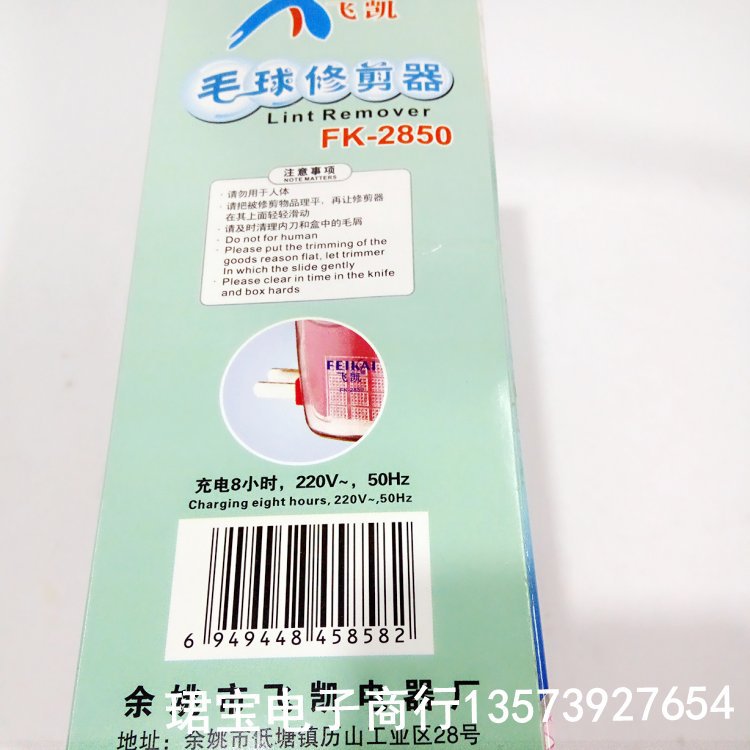 飞凯
毛球修剪器
Lint Remover
FK-2850
注意事项
NOTE MATTERS
· 请勿用于人体
· 请把被修剪物品理平，再让修剪器
在其上面轻轻滑动
· 请及时清理内刀和盒中的毛屑
· Do not for human
· Please put the trimming of the
goods reason flat, let trimmer
In which the slide gently
· Please clear in time in the knife
and box hards
FEIKAI
飞凯
FK-2850
充电8小时，220V~，50Hz
Charging eight hours, 220V~,50Hz
6 949448 458582
余姚市飞凯电器厂
珺宝电子商行13573927654
地址：余姚市低塘镇历山工业区28号